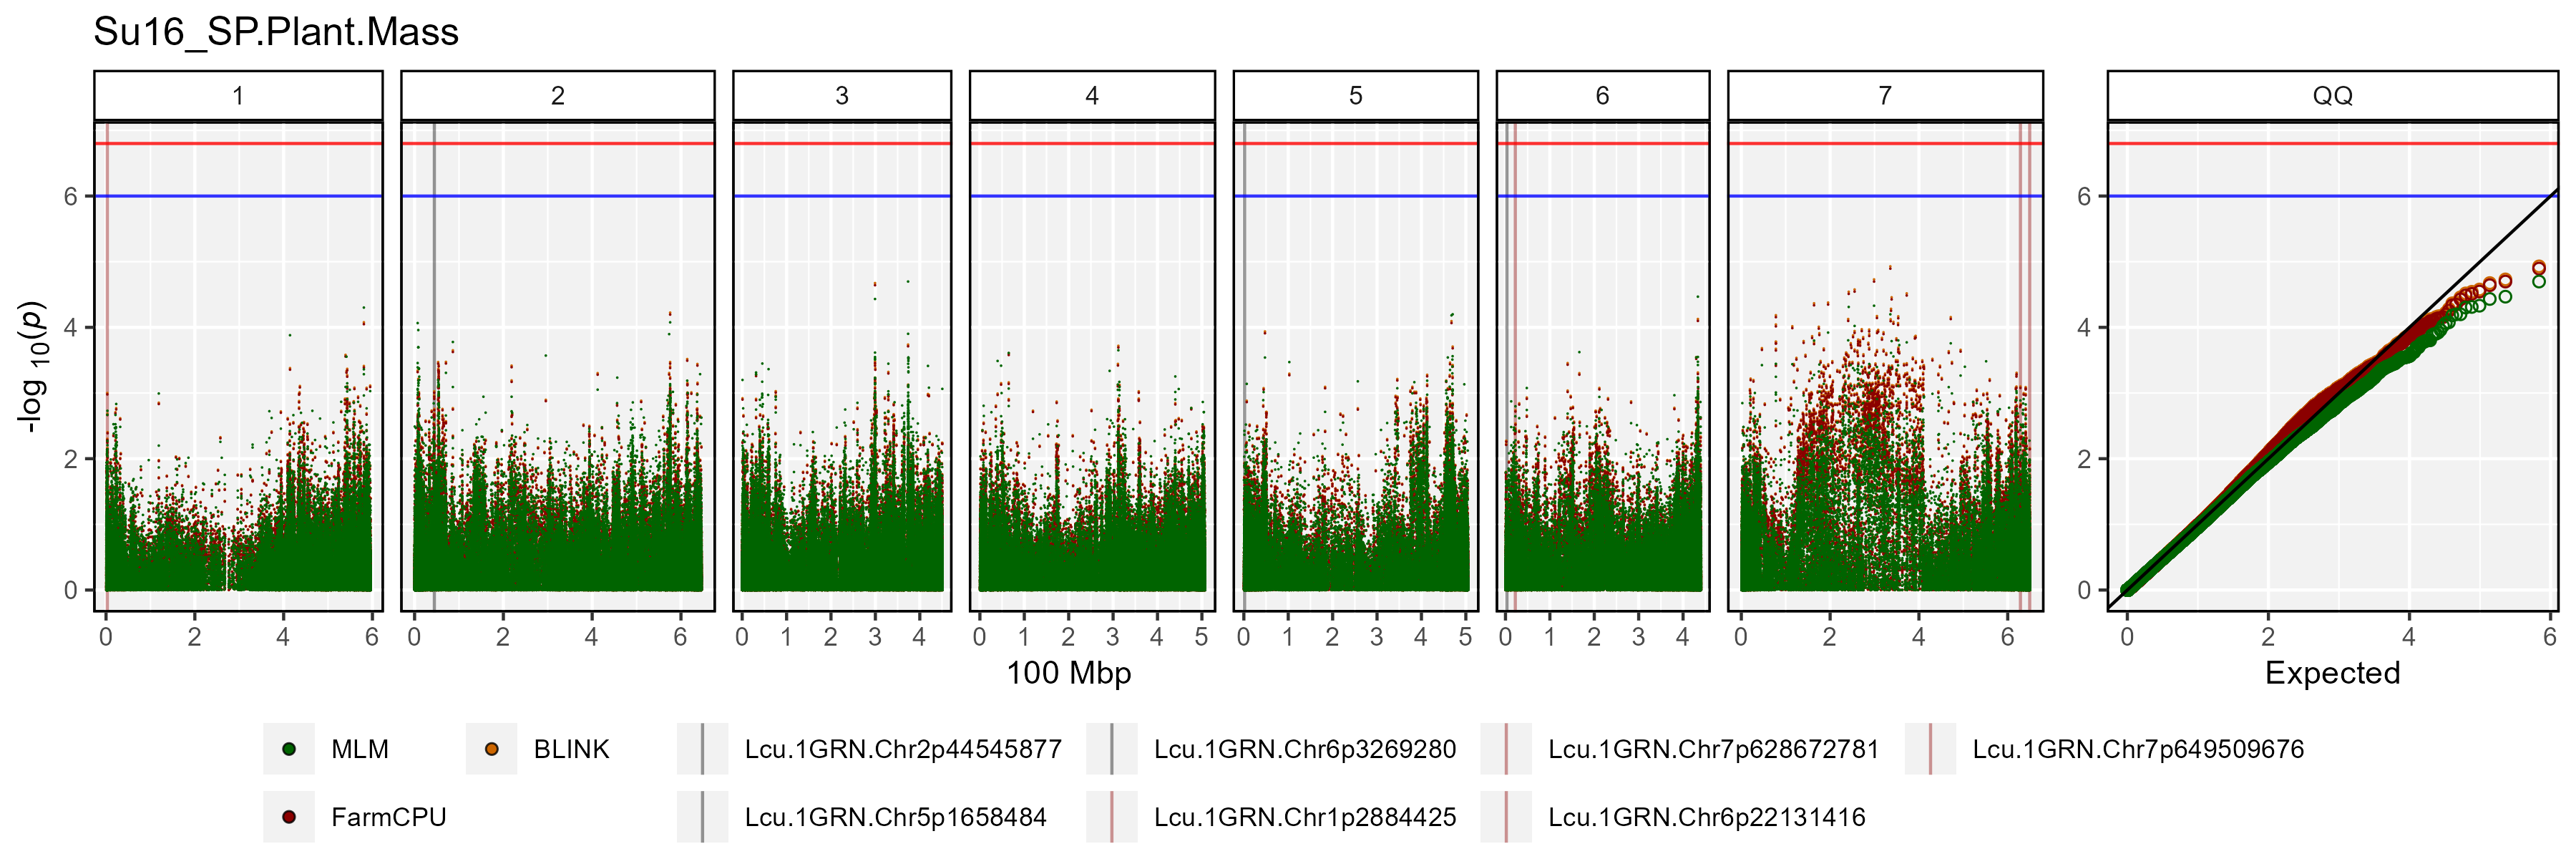 Su16_SP.Plant.Mass
1 2 3 4 5 6 7 QQ
-log 10(p)
6
4
2
0
6
4
2
0
0 2 4 6 0 2 4 6 0 1 2 3 4 0 1 2 3 4 5 0 1 2 3 4 5 0 1 2 3 4 0 2 4 6 0 2 4 6
100 Mbp Expected
MLM BLINK Lcu.1GRN.Chr2p44545877 Lcu.1GRN.Chr6p3269280 Lcu.1GRN.Chr7p628672781 Lcu.1GRN.Chr7p649509676
FarmCPU Lcu.1GRN.Chr5p1658484 Lcu.1GRN.Chr1p2884425 Lcu.1GRN.Chr6p22131416